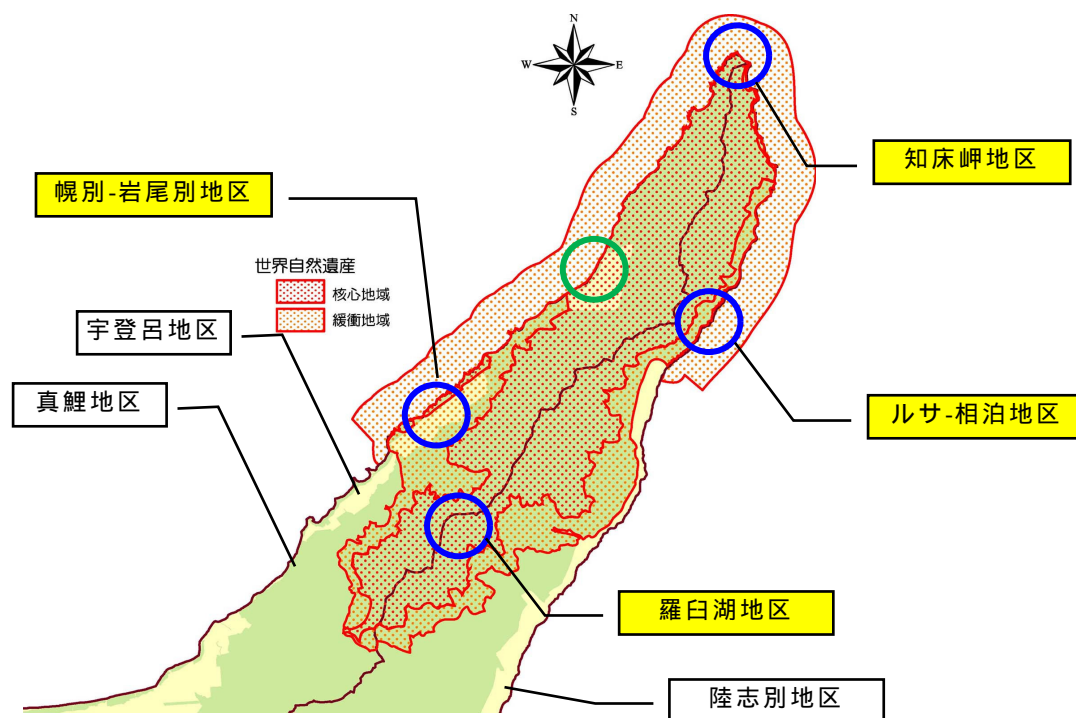 N
W
E
S
知床岬地区
幌別-岩尾別地区
世界自然遺産
核心地域
緩衝地域
宇登呂地区
真鯉地区
ルサ-相泊地区
羅臼湖地区
陸志別地区